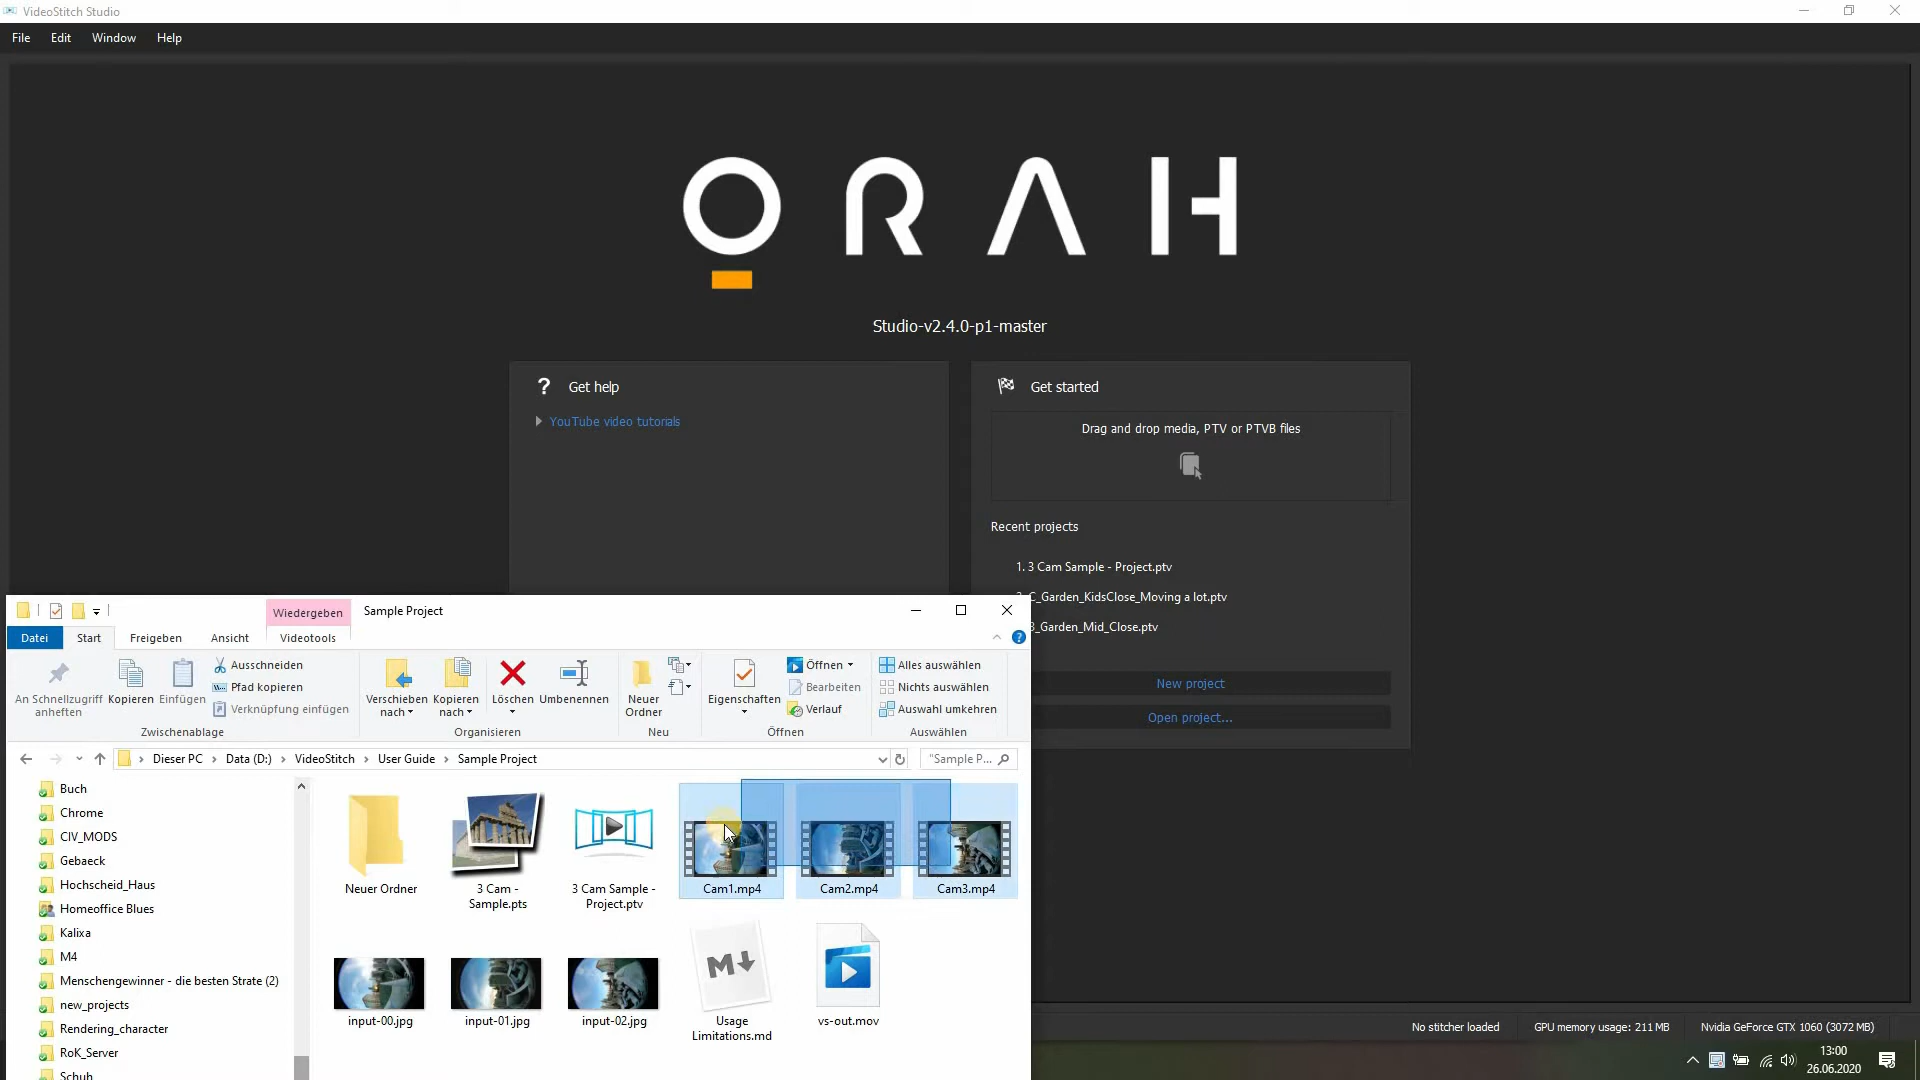 VideoStitch Studio
File Edit Window Help
ORAH
Studio-v2.4.0-p1-master
? Get help
YouTube video tutorials
Get started
Drag and drop media, PTV or PTVB files
Recent projects
1. 3 Cam Sample - Project.ptv
C_Garden_KidsClose_Moving a lot.ptv
3_Garden_Mid_Close.ptv
New project
Open project...
Wiedergeben Sample Project
Datei Start Freigeben Ansicht Videotools
An Schnellzugriff anheften
Kopieren
Einfügen
Ausschneiden
Pfad kopieren
Verknüpfung einfügen
Zwischenablage
Verschieben nach
Kopieren nach
Löschen
Umbenennen
Organisieren
Neuer Ordner
Neu
Eigenschaften
Öffnen
Bearbeiten
Verlauf
Öffnen
Alles auswählen
Nichts auswählen
Auswahl umkehren
Auswählen
Dieser PC > Data (D:) > VideoStitch > User Guide > Sample Project
"Sample P...
Buch
Chrome
CIV_MODS
Gebaeck
Hochscheid_Haus
Homeoffice Blues
Kalixa
M4
Menschengewinner - die besten Strate (2)
new_projects
Rendering_character
RoK_Server
Schuh
Neuer Ordner
3 Cam - Sample.pts
3 Cam Sample - Project.ptv
Cam1.mp4
Cam2.mp4
Cam3.mp4
input-00.jpg
input-01.jpg
input-02.jpg
M
Usage Limitations.md
vs-out.mov
No stitcher loaded
GPU memory usage: 211 MB
Nvidia GeForce GTX 1060 (3072 MB)
13:00
26.06.2020